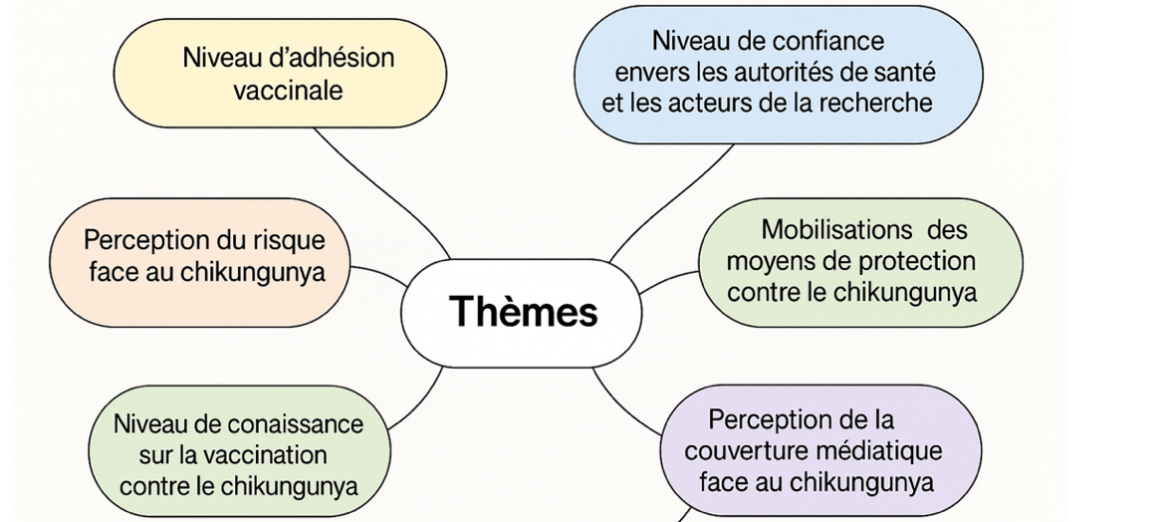 Niveau d’adhésion
vaccinale
Niveau de confiance
envers les autorités de santé
et les acteurs de la recherche
Perception du risque
face au chikungunya
Mobilisations des
moyens de protection
contre le chikungunya
Thèmes
Niveau de conaissance
sur la vaccination
contre le chikungunya
Perception de la
couverture médiatique
face au chikungunya